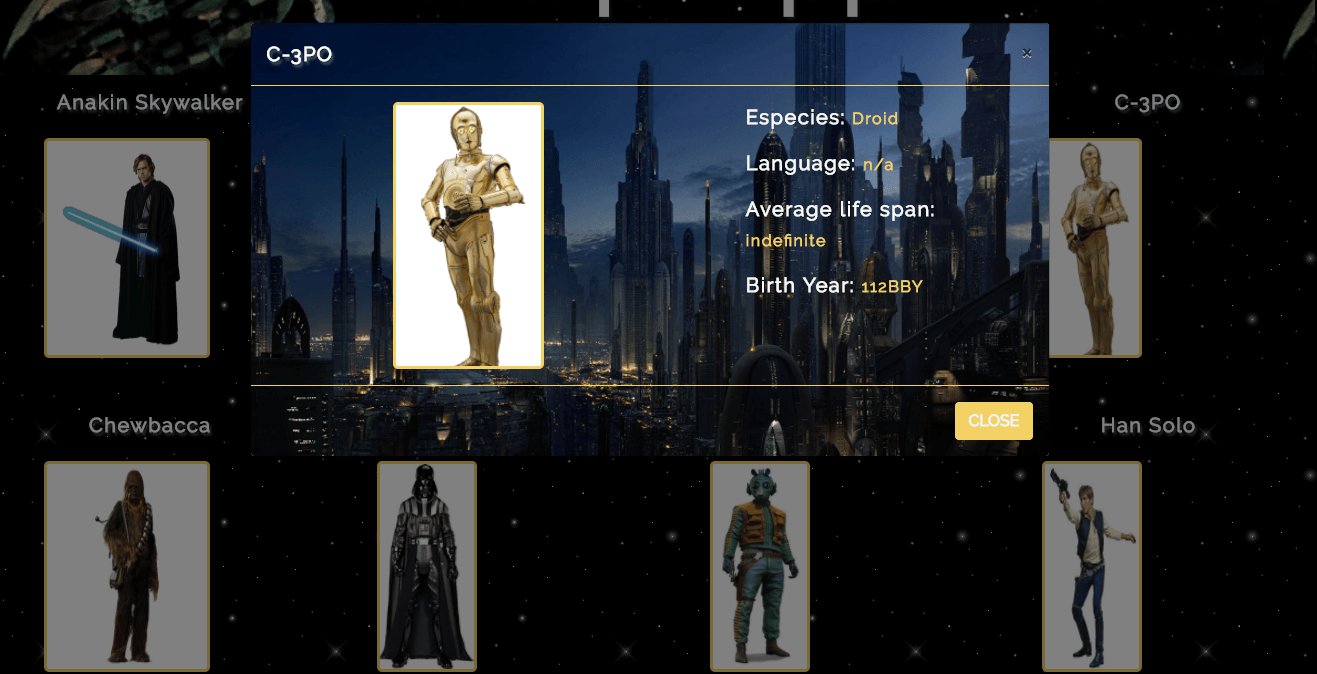 C-3PO
×
Anakin Skywalker
C-3PO
Especies: Droid
Language: n/a
Average life span:
indefinite
Birth Year: 112BBY
CLOSE
Chewbacca
Han Solo